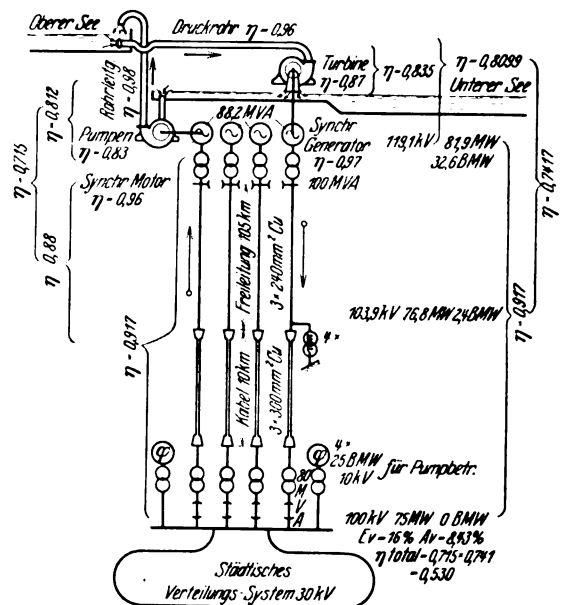 Oberer See
Druckrohr η = 0,96
Rohrleitg
η = 0,98
Turbine
η = 0,87
η = 0,835
η = 0,8099
Unterer See
η = 0,812
Pumpen
η = 0,83
88,2 MVA
Synchr
Generator
η = 0,97
100 MVA
119,1 kV 81,9 MW
32,6 BMW
η = 0,7417
η = 0,715
Synchr Motor
η = 0,96
η = 0,88
η = 0,917
Freileitung 105 km
3 × 240 mm² Cu
103,9 kV 76,8 MW 2,4 BMW
4 ×
η = 0,917
Kabel 10 km
3 × 300 mm² Cu
4 ×
25 BMW
10 kV
für Pumpbetr.
80 MVA
100 kV 75 MW 0 BMW
Ev = 16 % Av = 8,43 %
η total = 0,715 × 0,741
= 0,530
Städtisches
Verteilungs-System 30 kV